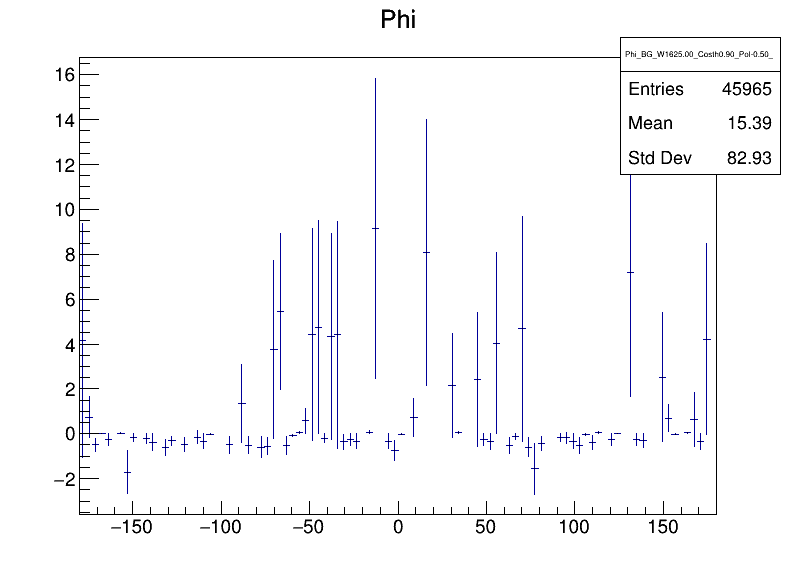 Phi
Phi_BG_W1625.00_Costh0.90_Pol-0.50_
Entries 45965
Mean 15.39
Std Dev 82.93
16
14
12
10
8
6
4
2
0
−2
−150 −100 −50 0 50 100 150